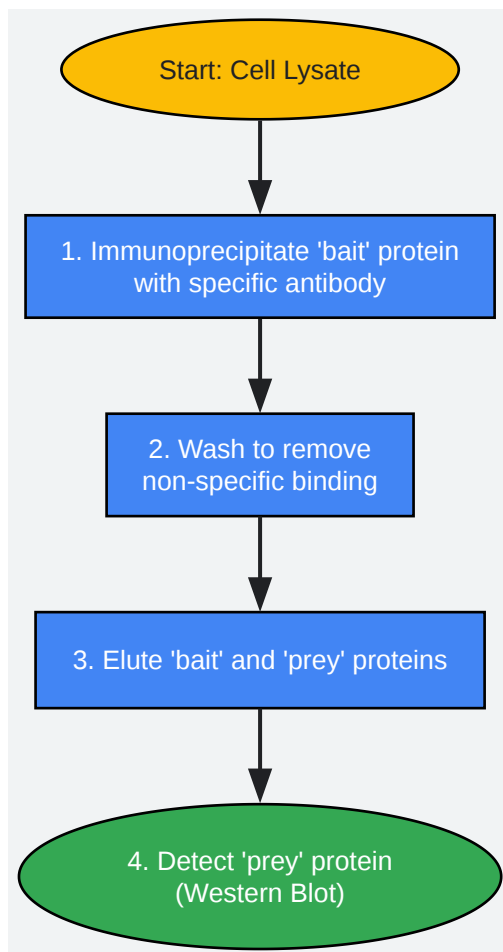 Start: Cell Lysate
1. Immunoprecipitate 'bait' protein
with specific antibody
2. Wash to remove
non-specific binding
3. Elute 'bait' and 'prey' proteins
4. Detect 'prey' protein
(Western Blot)